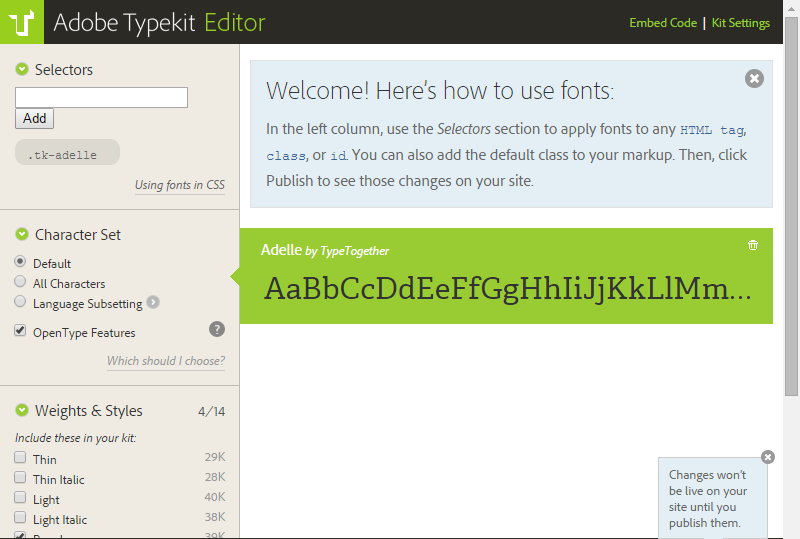 Adobe Typekit Editor
Embed Code | Kit Settings
Selectors
Add
.tk-adelle
Using fonts in CSS
Character Set
Default
All Characters
Language Subsetting
OpenType Features
?
Which should I choose?
Weights & Styles 4/14
Include these in your kit:
Thin 29K
Thin Italic 28K
Light 40K
Light Italic 38K
Welcome! Here's how to use fonts:
In the left column, use the Selectors section to apply fonts to any HTML tag,
class, or id. You can also add the default class to your markup. Then, click
Publish to see those changes on your site.
Adelle by TypeTogether
AaBbCcDdEeFfGgHhIiJjKkLlMm...
Changes won't
be live on your
site until you
publish them.